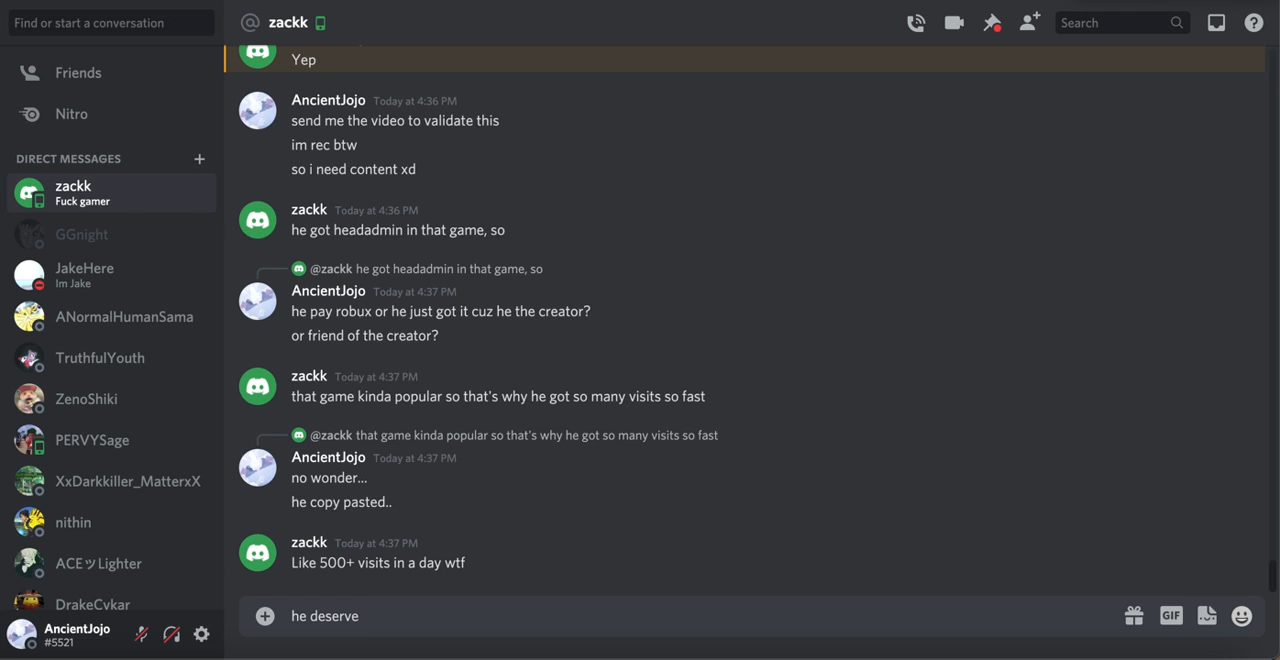 Find or start a conversation
@ zackk
Search
Friends
Nitro
DIRECT MESSAGES
zackk
Fuck gamer
GGnight
JakeHere
Im Jake
ANormalHumanSama
TruthfulYouth
ZenoShiki
PERVYSage
XxDarkkiller_MatterxX
nithin
ACEツLighter
DrakeCykar
AncientJojo
#5521
Yep
AncientJojo Today at 4:36 PM
send me the video to validate this
im rec btw
so i need content xd
zackk Today at 4:36 PM
he got headadmin in that game, so
@zackk he got headadmin in that game, so
AncientJojo Today at 4:37 PM
he pay robux or he just got it cuz he the creator?
or friend of the creator?
zackk Today at 4:37 PM
that game kinda popular so that's why he got so many visits so fast
@zackk that game kinda popular so that's why he got so many visits so fast
AncientJojo Today at 4:37 PM
no wonder...
he copy pasted..
zackk Today at 4:37 PM
Like 500+ visits in a day wtf
he deserve
GIF